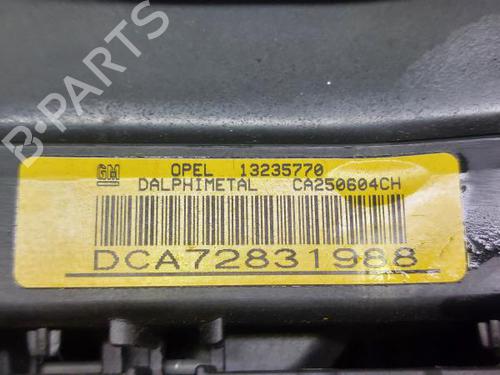 GM OPEL 13235770
DALPHIMETAL CA250604CH
DCA72831988
B-PARTS